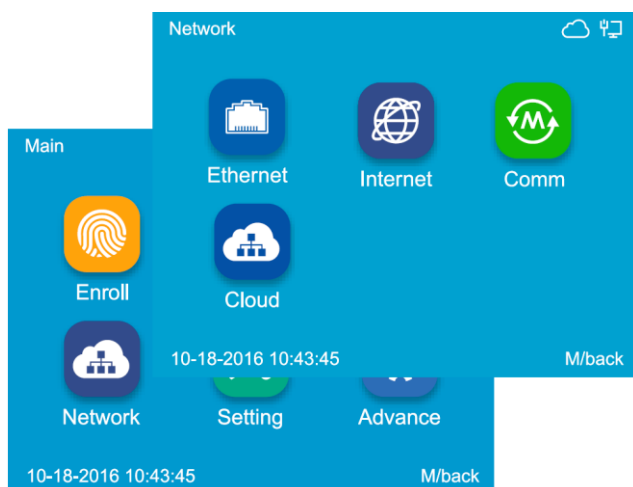 Network
Ethernet
Internet
M
Comm
Cloud
10-18-2016 10:43:45
M/back
Main
Enroll
Network
Setting
Advance
10-18-2016 10:43:45
M/back